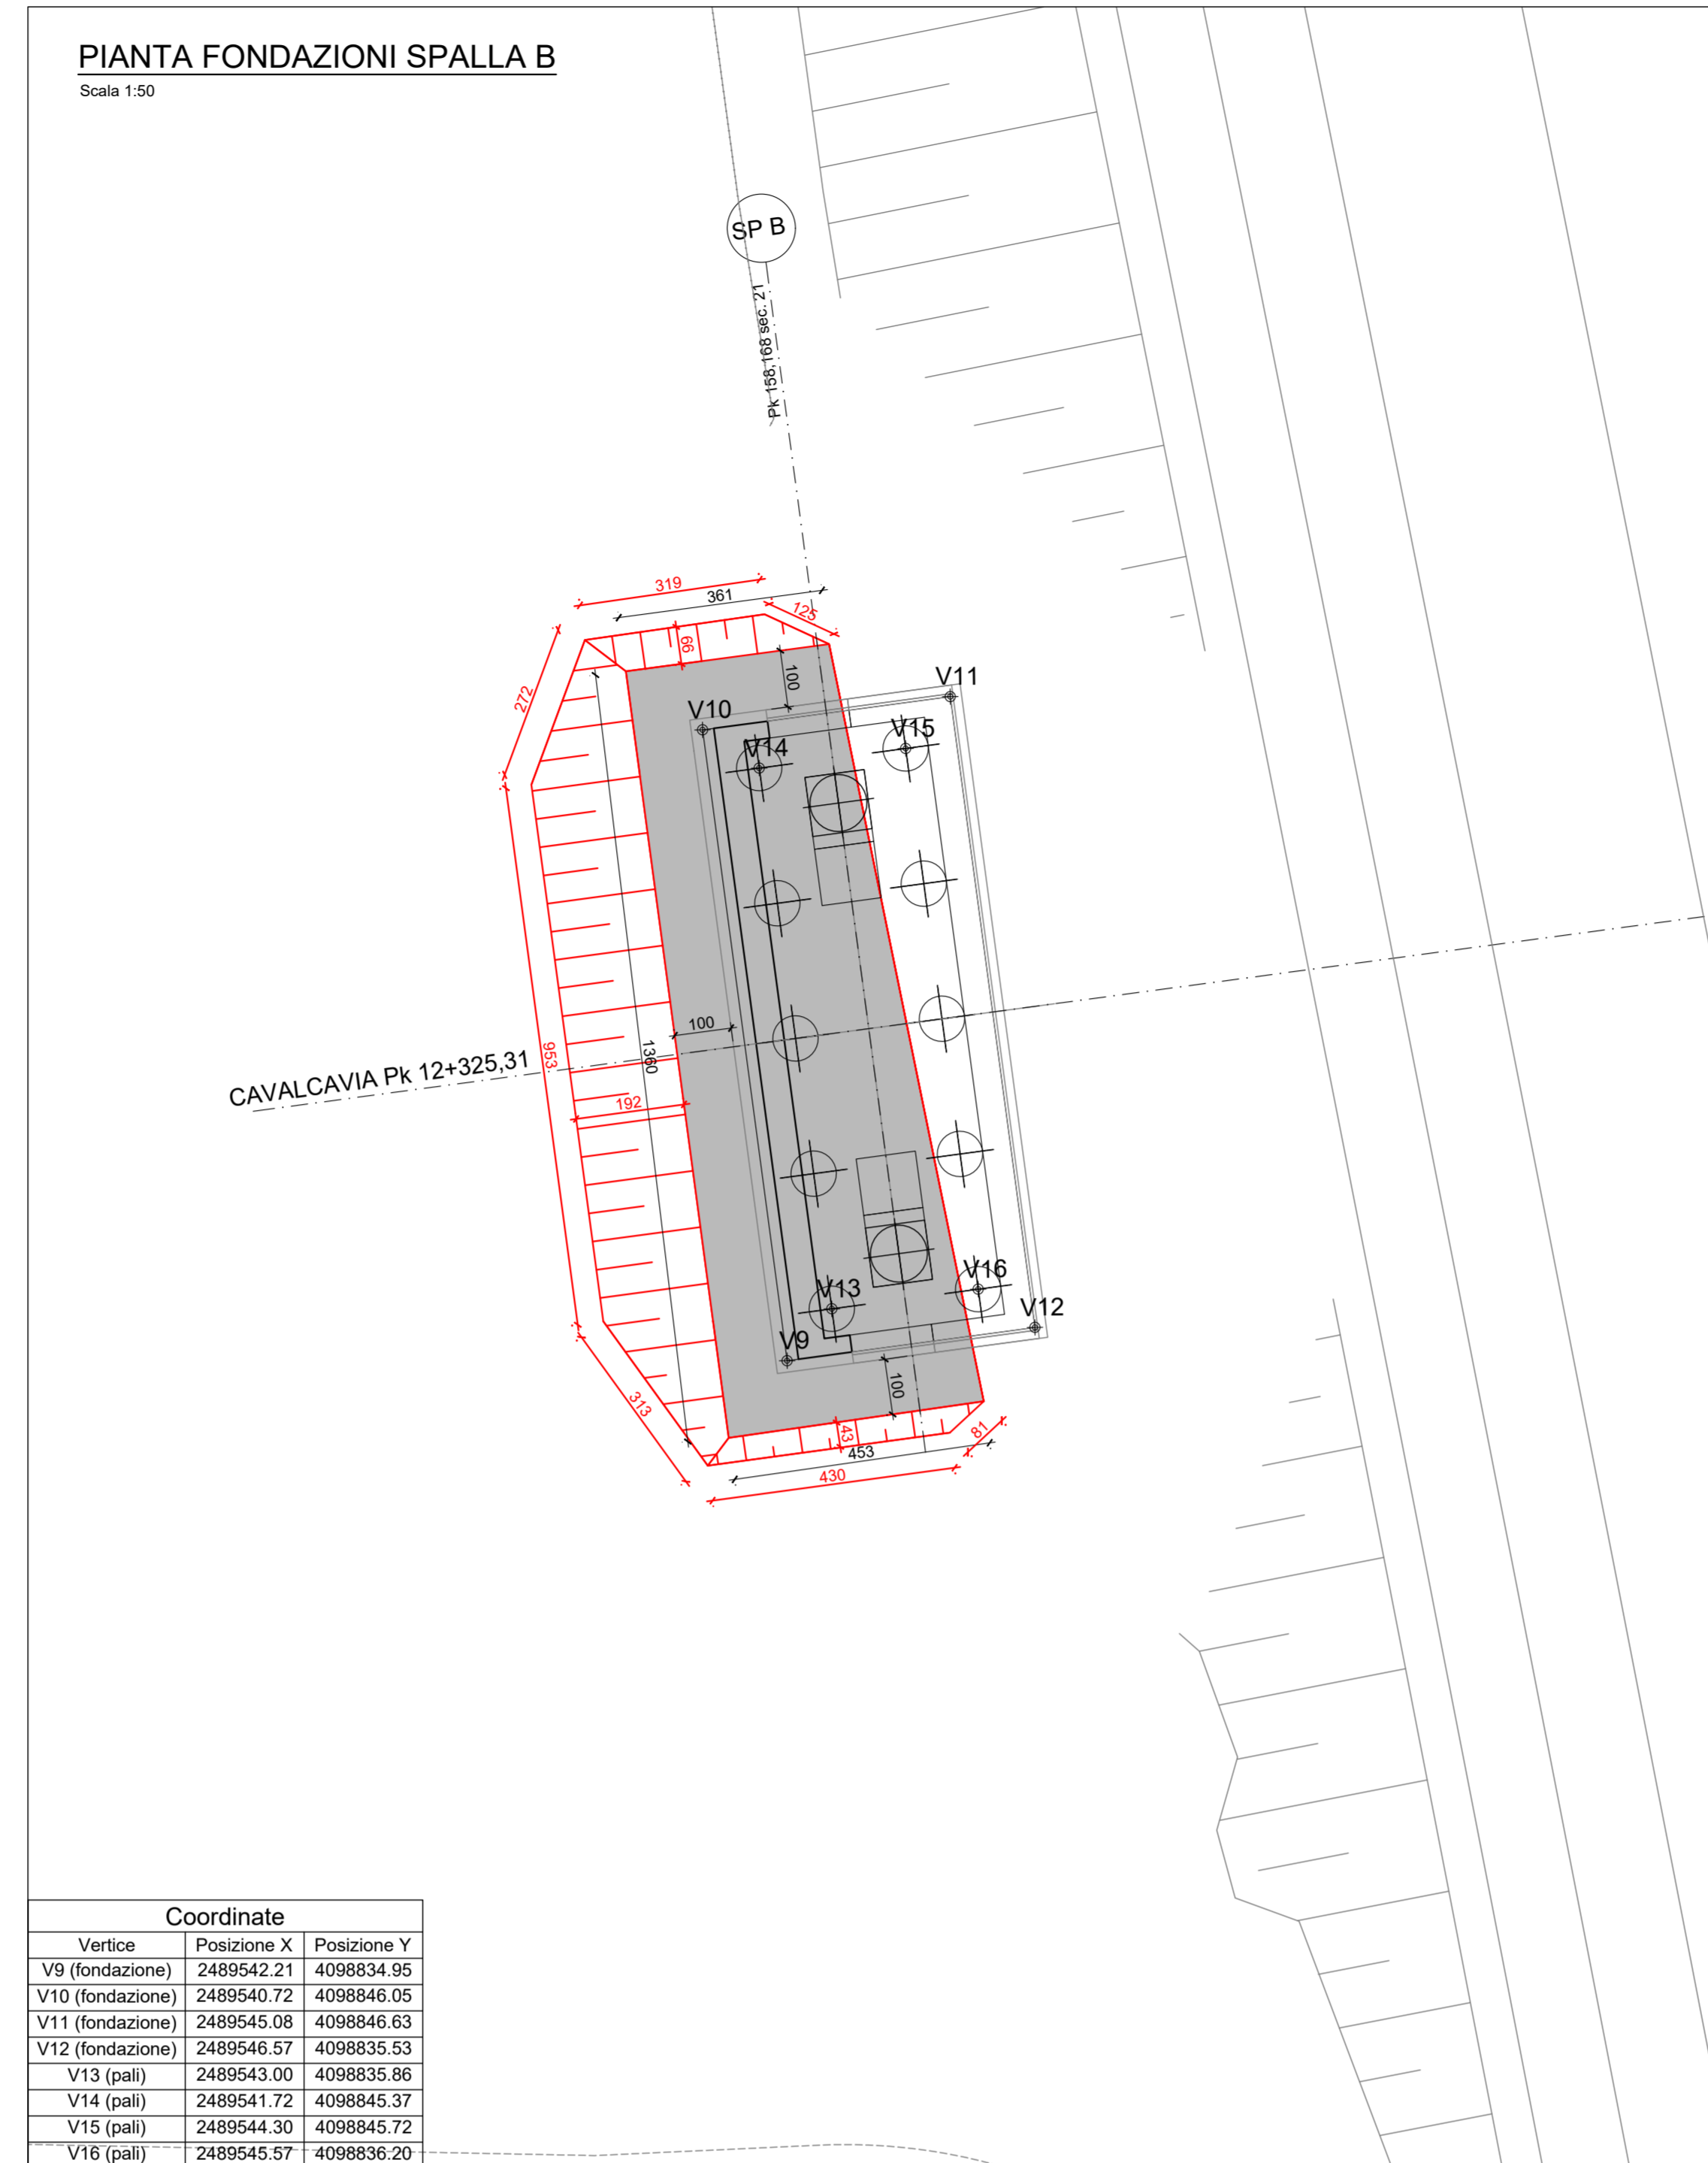 PIANTA FONDAZIONI SPALLA B
Scala 1:50
SP B
Pk 158,168 sec. 21
319
361
125
66
100
272
V11
V10
V15
V14
100
953
1360
CAVALCAVIA Pk 12+325,31
192
V16
V13
V12
V9
100
313
43
81
453
430
Coordinate
Vertice Posizione X Posizione Y
V9 (fondazione) 2489542.21 4098834.95
V10 (fondazione) 2489540.72 4098846.05
V11 (fondazione) 2489545.08 4098846.63
V12 (fondazione) 2489546.57 4098835.53
V13 (pali) 2489543.00 4098835.86
V14 (pali) 2489541.72 4098845.37
V15 (pali) 2489544.30 4098845.72
V16 (pali) 2489545.57 4098836.20